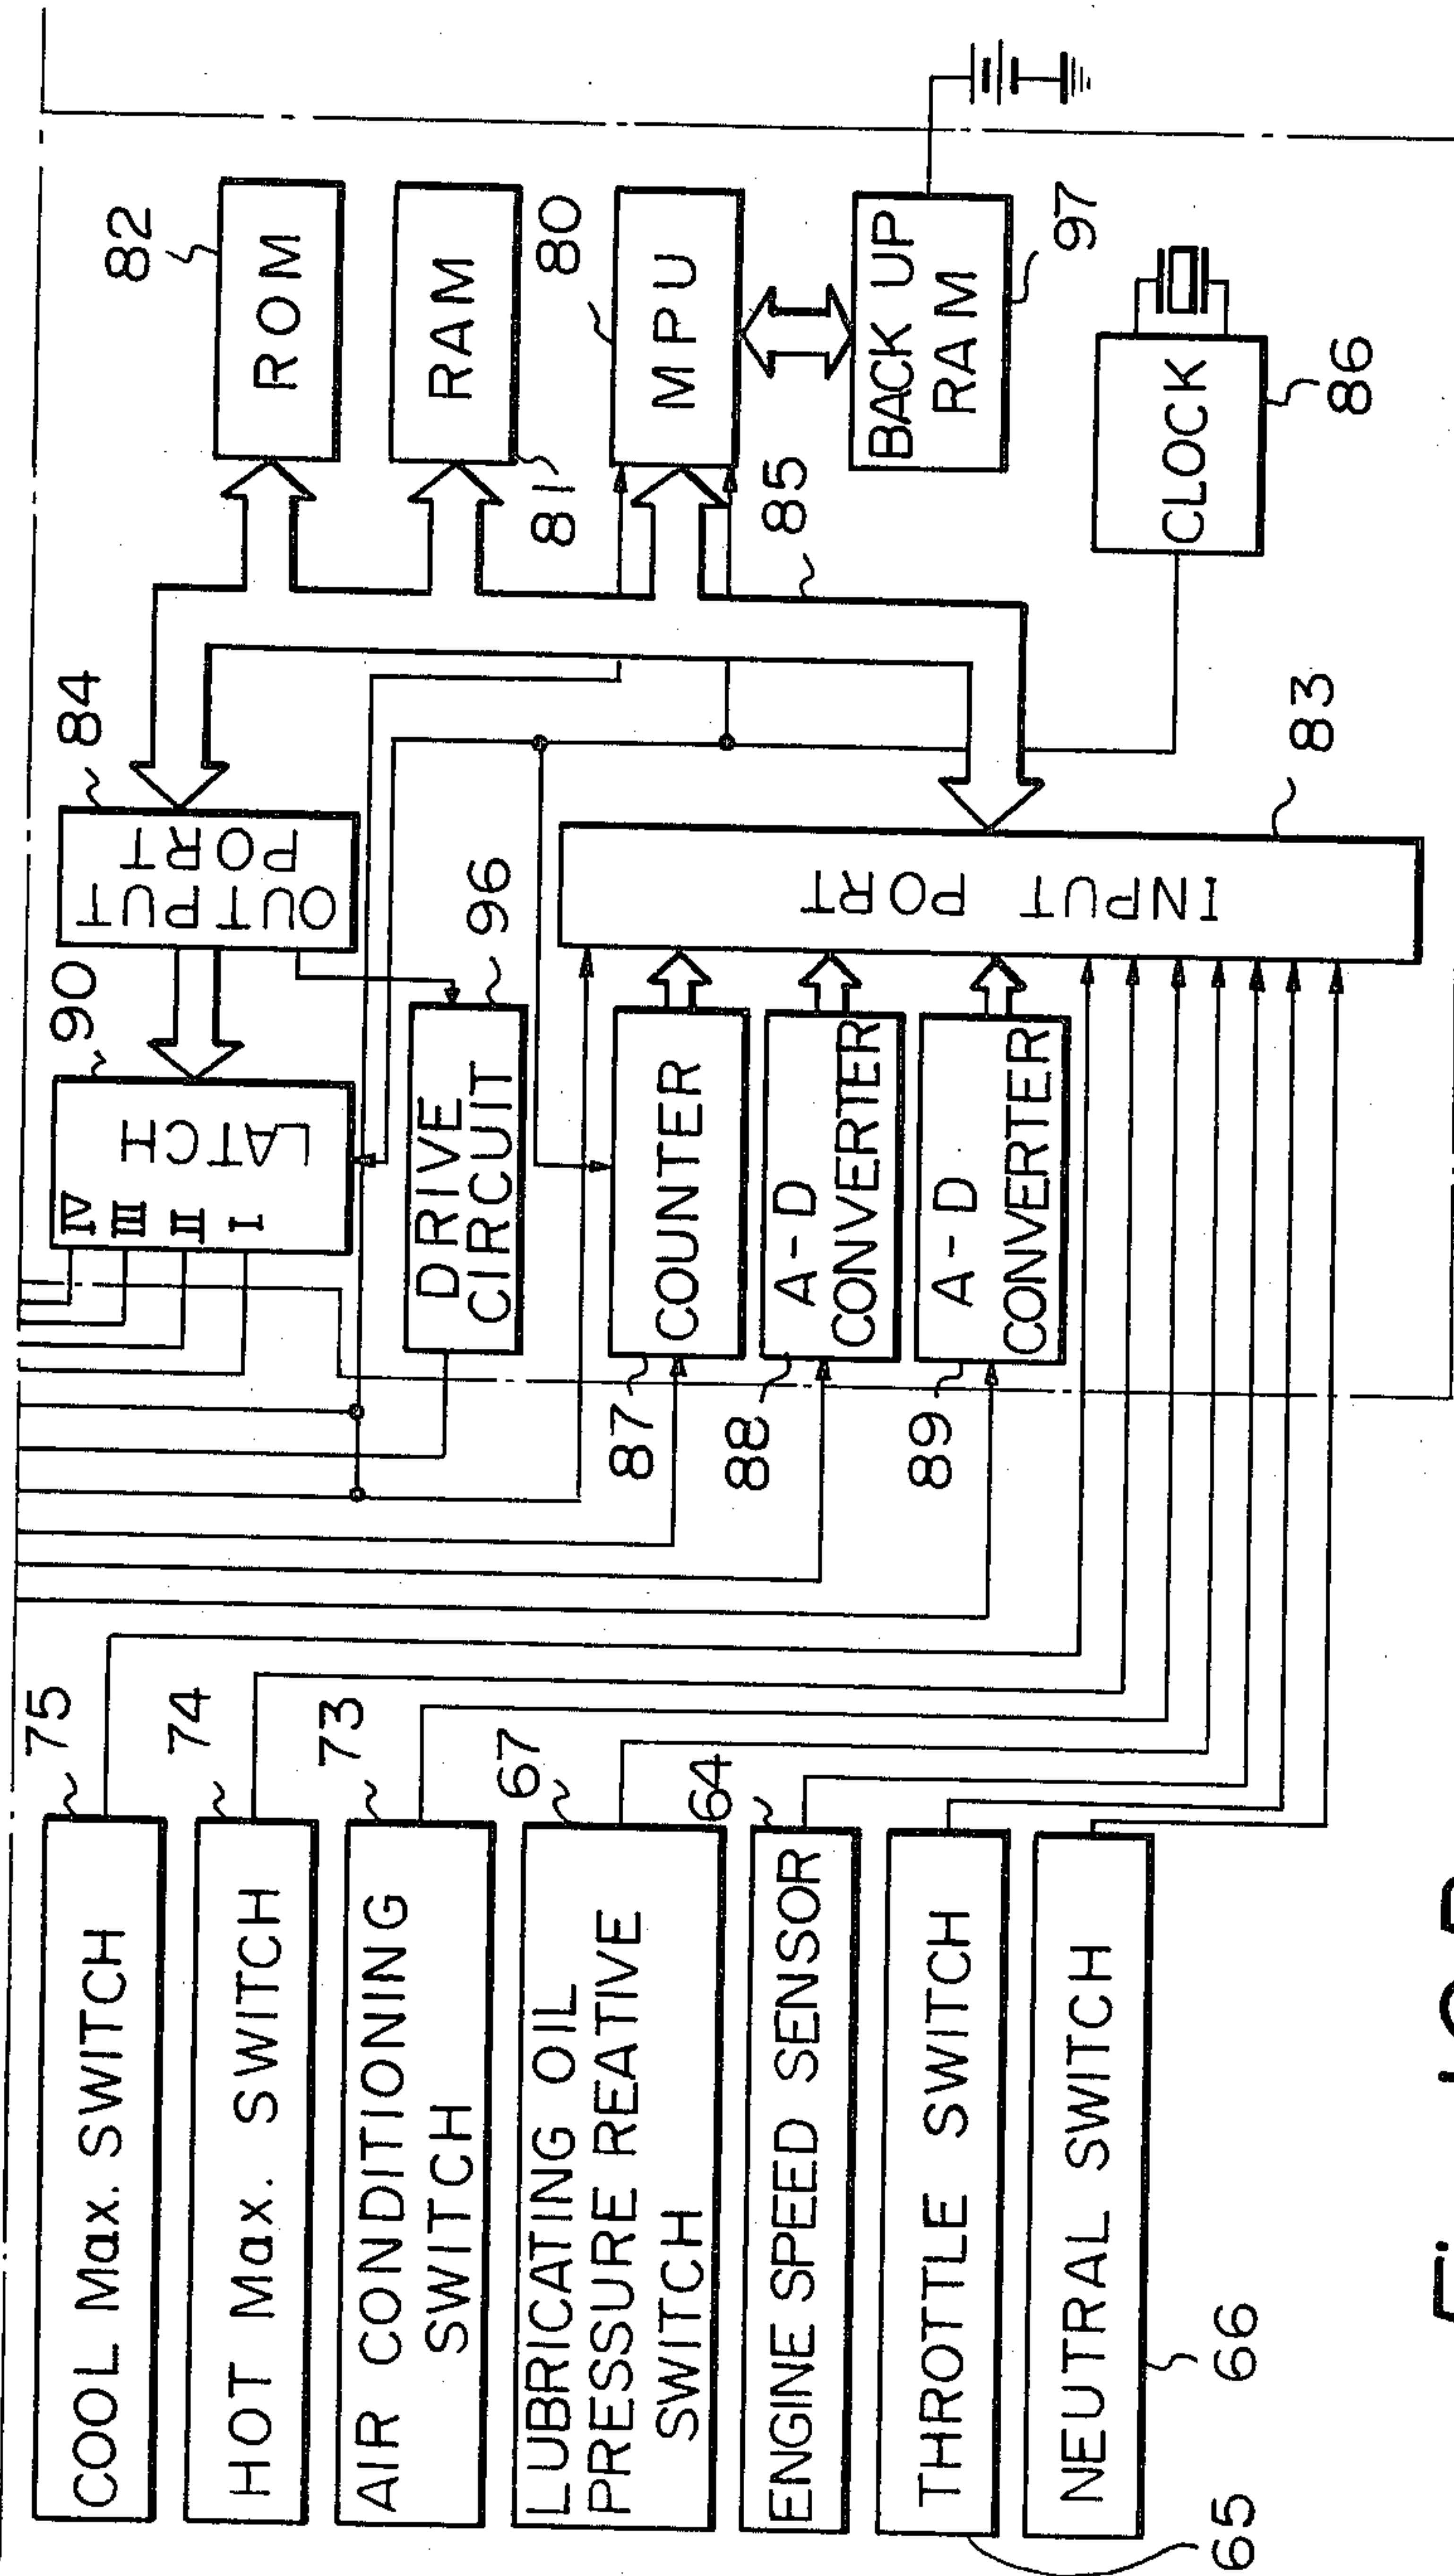 COOL Max. SWITCH
75
HOT Max. SWITCH
74
AIR CONDITIONING
SWITCH
73
LUBRICATING OIL
PRESSURE REATIVE
SWITCH
67
ENGINE SPEED SENSOR
64
THROTTLE SWITCH
65
NEUTRAL SWITCH
66
LATCH
IV
III
II
I
90
DRIVE
CIRCUIT
96
COUNTER
87
A-D
CONVERTER
88
A-D
CONVERTER
89
OUTPUT
PORT
84
INPUT PORT
83
ROM
82
RAM
81
MPU
80
85
BACK UP
RAM
97
CLOCK
86